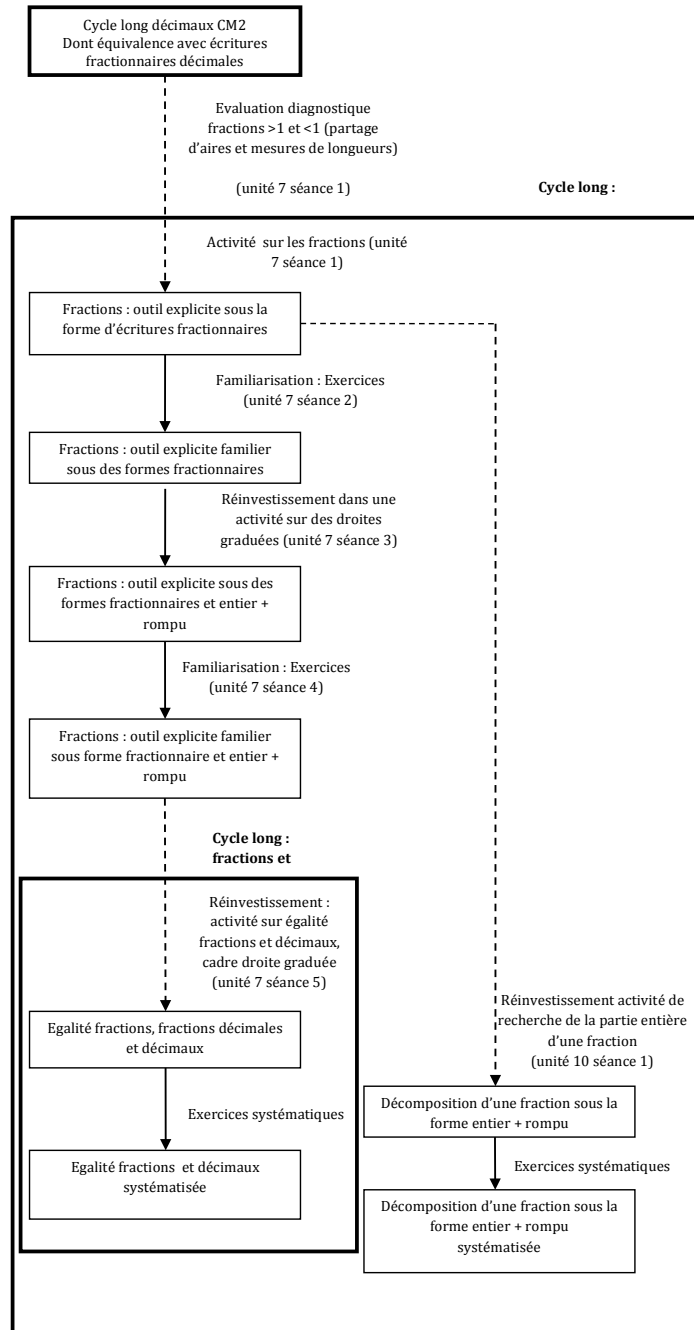 Cycle long décimaux CM2
Dont équivalence avec écritures
fractionnaires décimales
Evaluation diagnostique
fractions >1 et <1 (partage
d'aires et mesures de longueurs)
(unité 7 séance 1)
Cycle long :
Activité sur les fractions (unité
7 séance 1)
Fractions : outil explicite sous la
forme d'écritures fractionnaires
Familiarisation : Exercices
(unité 7 séance 2)
Fractions : outil explicite familier
sous des formes fractionnaires
Réinvestissement dans une
activité sur des droites
graduées (unité 7 séance 3)
Fractions : outil explicite sous des
formes fractionnaires et entier +
rompu
Familiarisation : Exercices
(unité 7 séance 4)
Fractions : outil explicite familier
sous forme fractionnaire et entier +
rompu
Cycle long :
fractions et
Réinvestissement :
activité sur égalité
fractions et décimaux,
cadre droite graduée
(unité 7 séance 5)
Egalité fractions, fractions décimales
et décimaux
Exercices systématiques
Egalité fractions et décimaux
systématisée
Réinvestissement activité de
recherche de la partie entière
d'une fraction
(unité 10 séance 1)
Décomposition d'une fraction sous la
forme entier + rompu
Exercices systématiques
Décomposition d'une fraction sous la
forme entier + rompu
systématisée